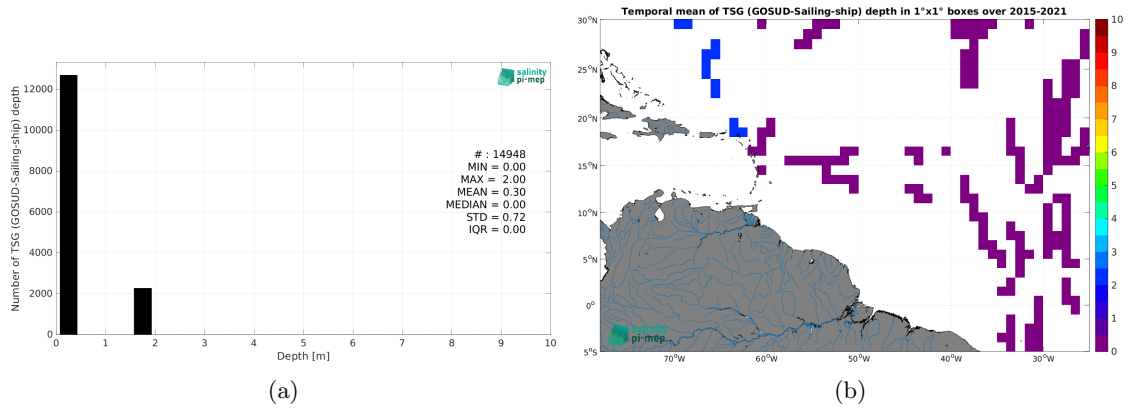 salinity
pi-mep
# : 14948
MIN = 0.00
MAX = 2.00
MEAN = 0.30
MEDIAN = 0.00
STD = 0.72
IQR = 0.00
Number of TSG (GOSUD-Sailing-ship) depth
12000
10000
8000
6000
4000
2000
0
0 1 2 3 4 5 6 7 8 9 10
Depth [m]
(a)
Temporal mean of TSG (GOSUD-Sailing-ship) depth in 1°x1° boxes over 2015-2021
30°N
25°N
20°N
15°N
10°N
5°N
0°
5°S
70°W 60°W 50°W 40°W 30°W
salinity
pi-mep
10
9
8
7
6
5
4
3
2
1
0
(b)